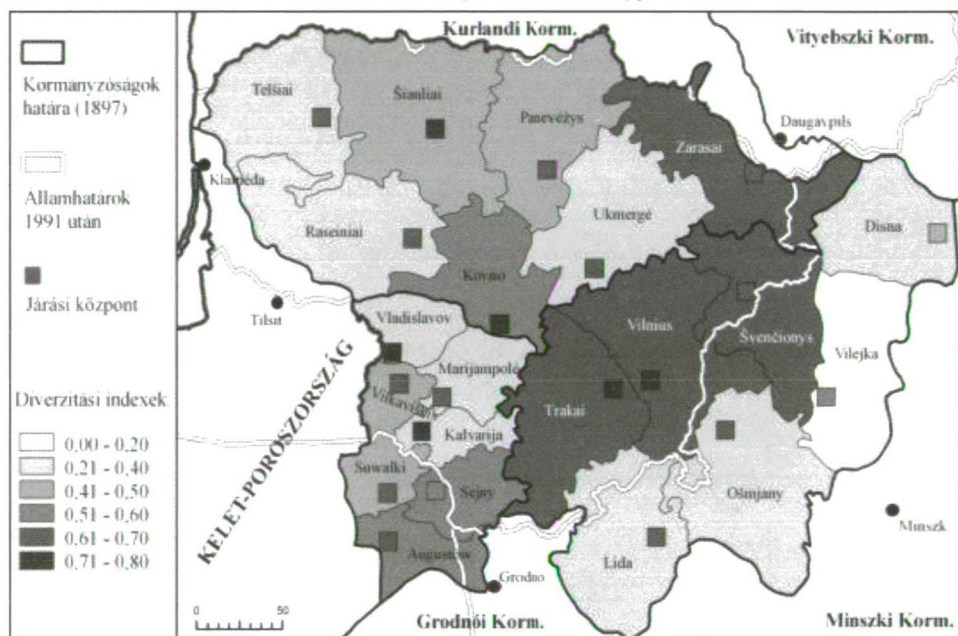 Kormányzóságok
határa (1897)
Államhatárok
1991 után
Járási központ
Diverzitási indexek
0,00 - 0,20
0,21 - 0,40
0,41 - 0,50
0,51 - 0,60
0,61 - 0,70
0,71 - 0,80
Kurlandi Korm.
Vityebszki Korm.
Telšiai
Šiauliai
Panevėžys
Daugavpils
Zarasai
Klaipėda
Ukmergė
Disna
Raseiniai
Kovno
Tilsit
Vladislavov
Vilnius
Švenčionys
Vilejka
Marijampolė
Vilkaviškis
Trakai
Kalvarija
KELET-POROSZORSZÁG
Suwalki
Sejny
Ošmjany
Minszk
Augustów
Lida
Grodno
0 50
Grodnói Korm.
Minszki Korm.